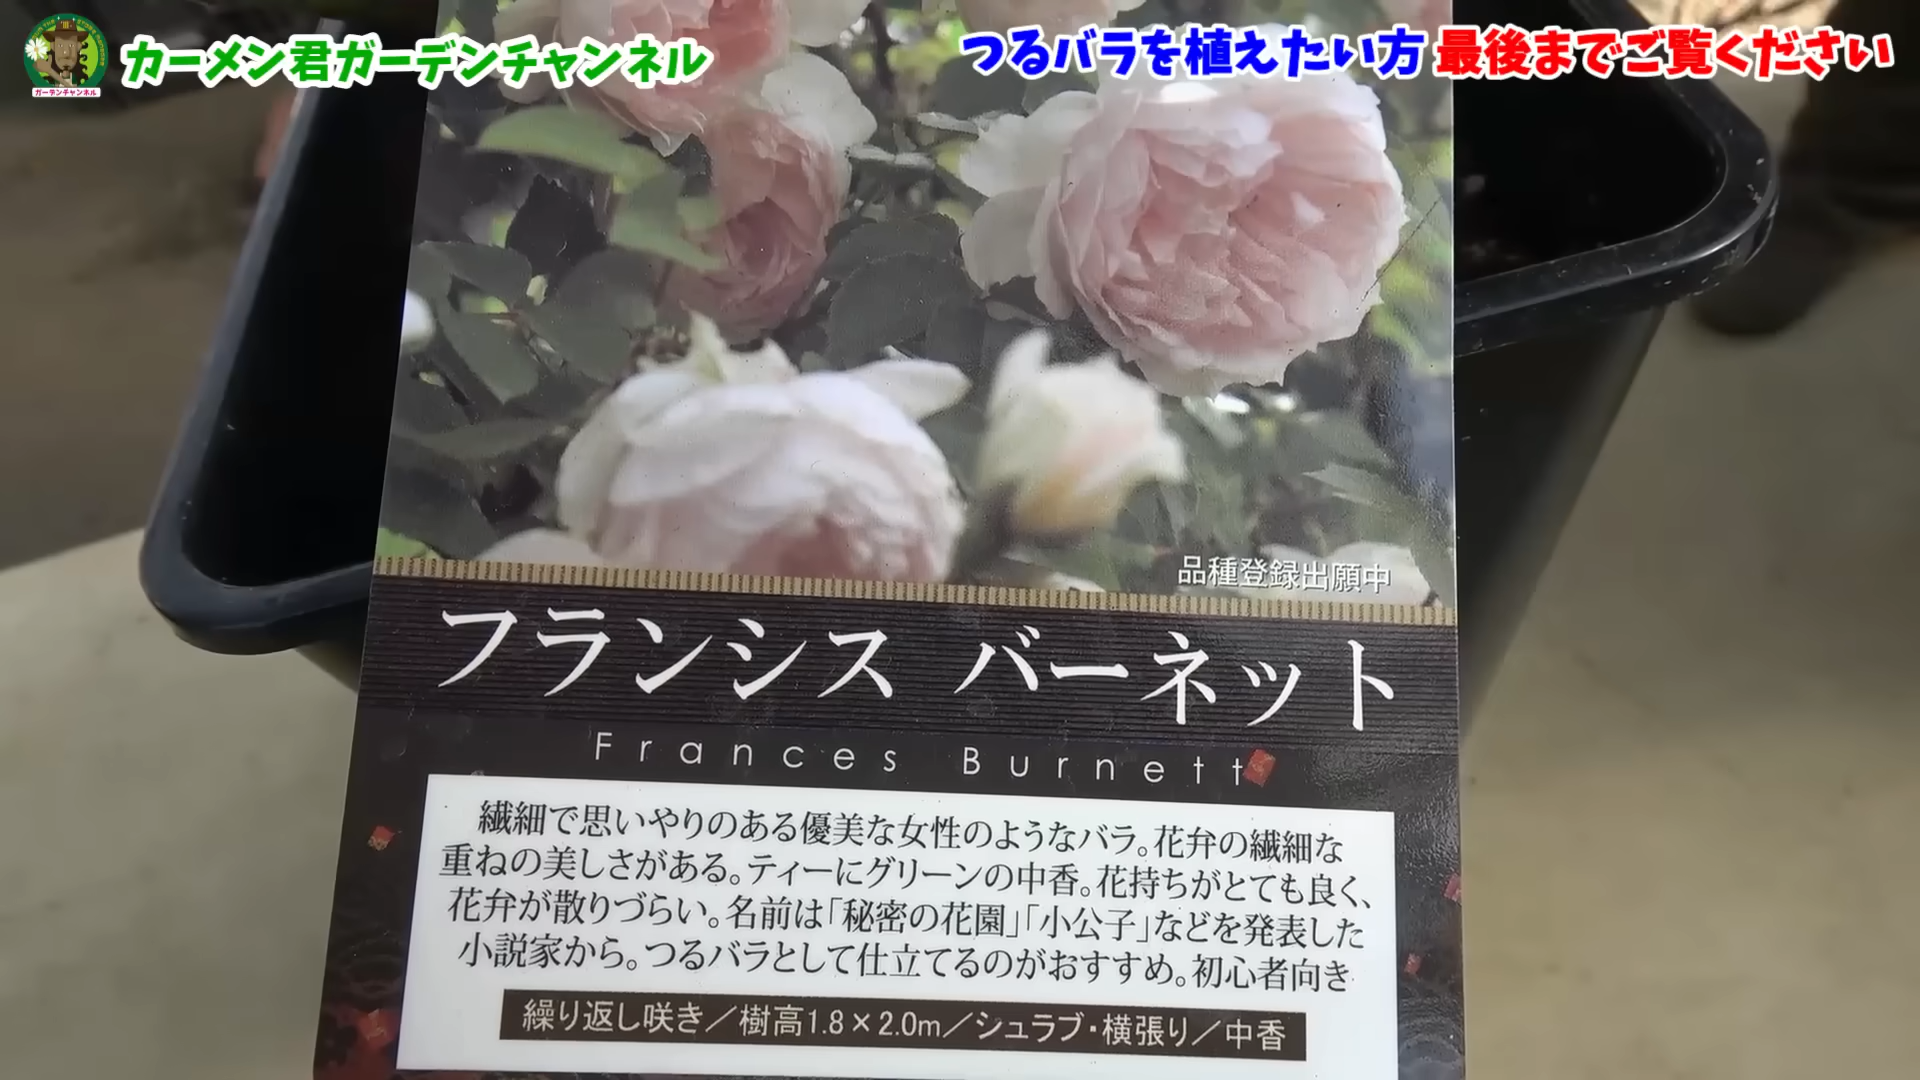 カーメン君ガーデンチャンネル
つるバラを植えたい方 最後までご覧ください
ガーデンチャンネル
品種登録出願中
フランシス バーネット
Frances Burnett
繊細で思いやりのある優美な女性のようなバラ。花弁の繊細な
重ねの美しさがある。ティーにグリーンの中香。花持ちがとても良く、
花弁が散りづらい。名前は「秘密の花園」「小公子」などを発表した
小説家から。つるバラとして仕立てるのがおすすめ。初心者向き
繰り返し咲き／樹高1.8×2.0m／シュラブ・横張り／中香